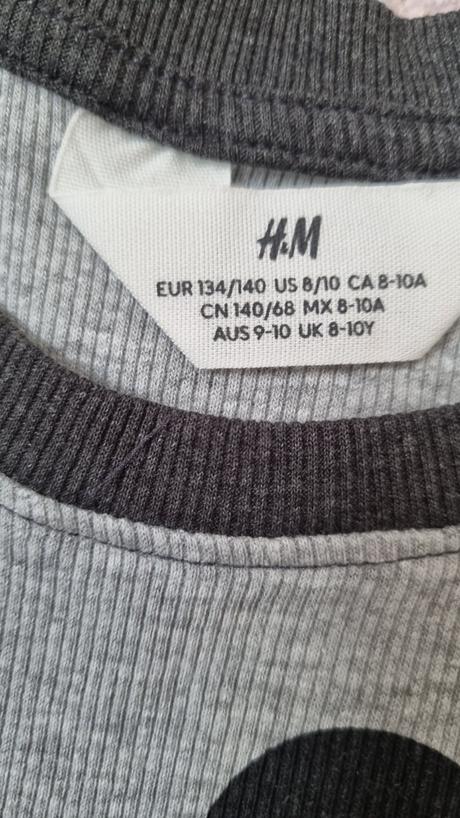 H&M
EUR 134/140 US 8/10 CA 8-10A
CN 140/68 MX 8-10A
AUS 9-10 UK 8-10Y